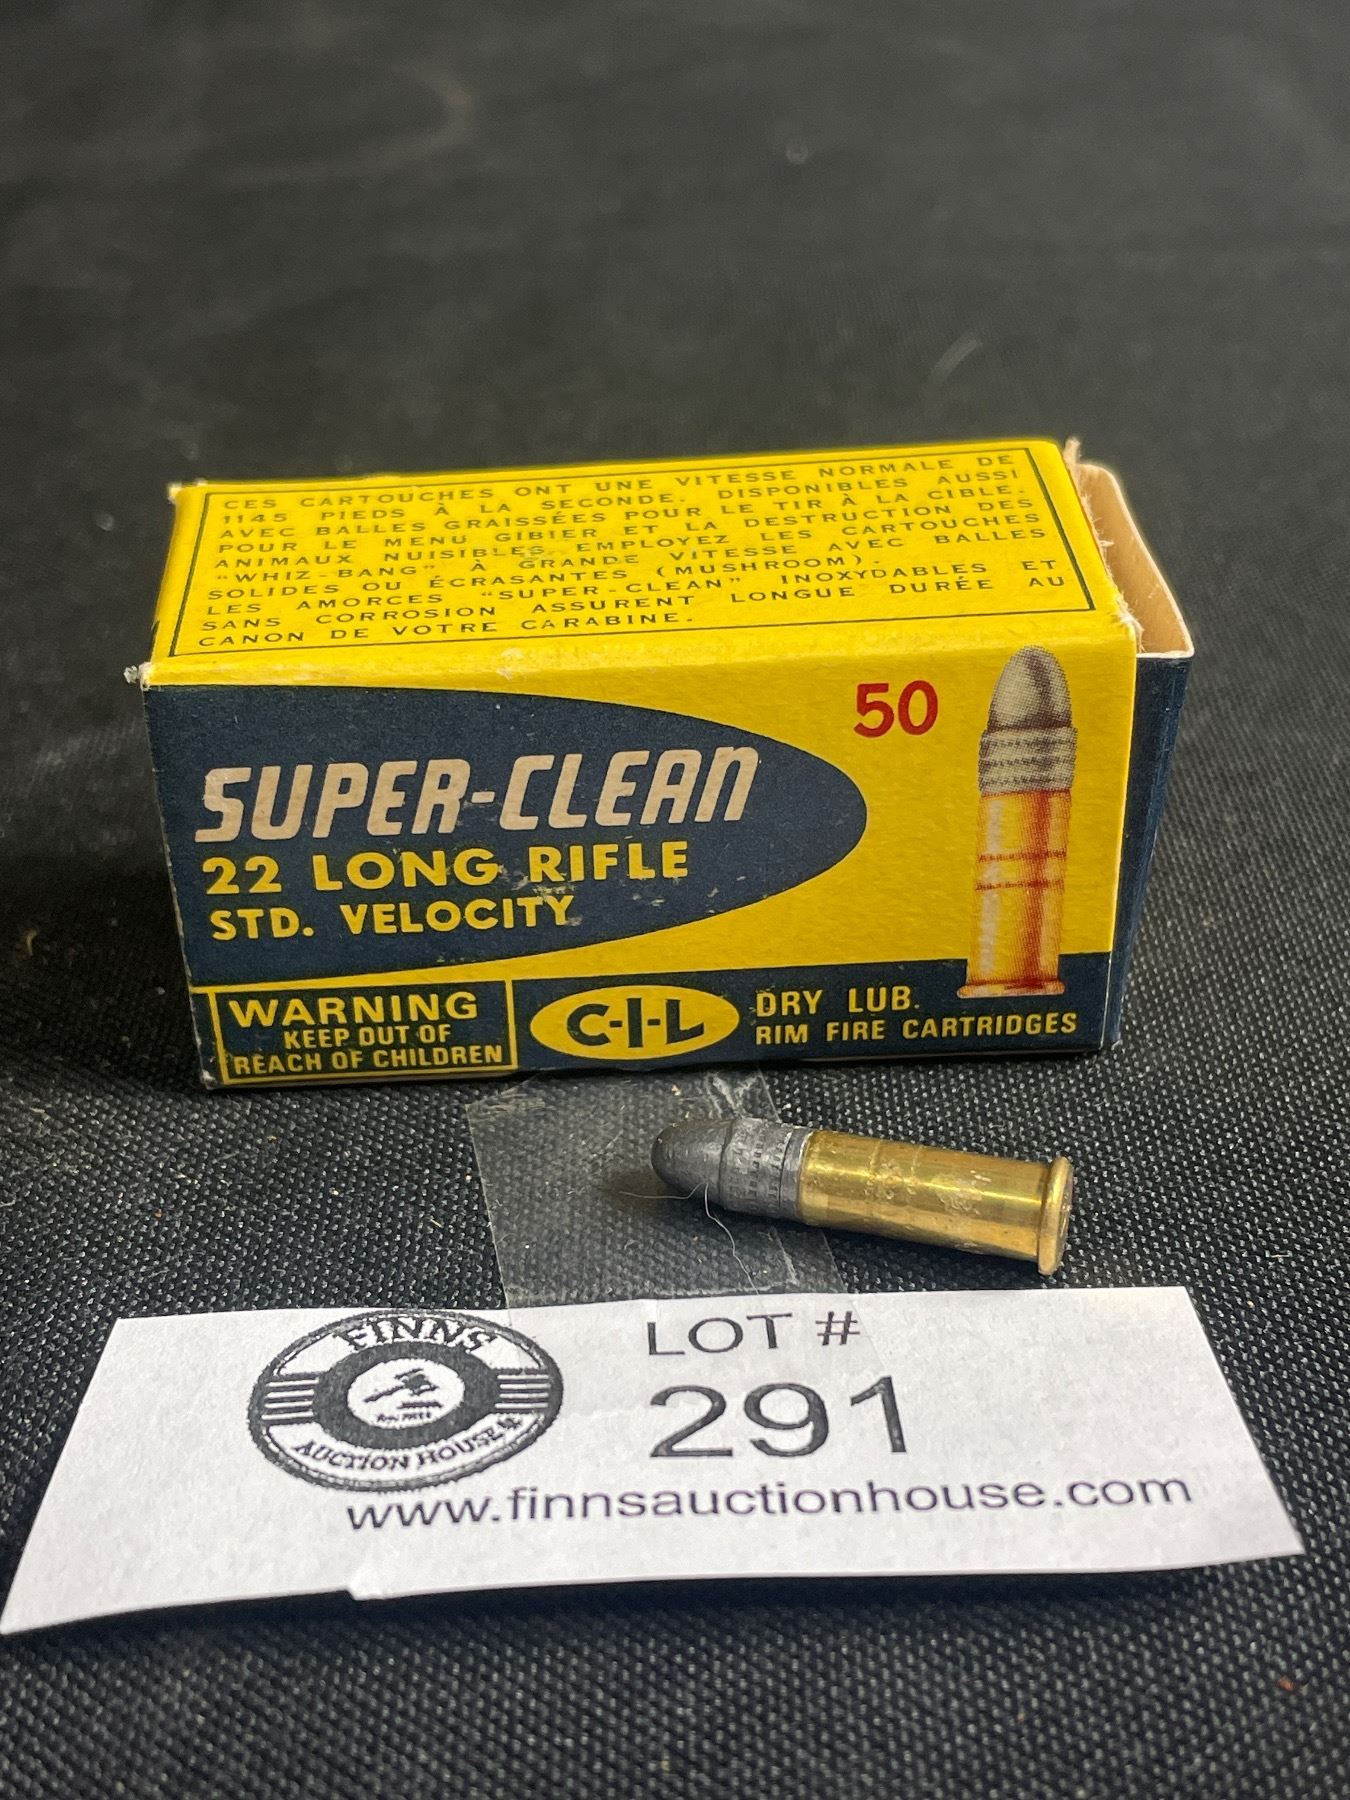 CES CARTOUCHES ONT UNE VITESSE NORMALE DE
1145 PIEDS À LA SECONDE. DISPONIBLES AUSSI
AVEC BALLES GRAISSÉES POUR LE TIR À LA CIBLE.
POUR LE MENU GIBIER ET LA DESTRUCTION DES
ANIMAUX NUISIBLES EMPLOYEZ LES CARTOUCHES
"WHIZ-BANG" À GRANDE VITESSE AVEC BALLES
SOLIDES OU ÉCRASANTES (MUSHROOM).
LES AMORCES "SUPER-CLEAN" INOXYDABLES ET
SANS CORROSION ASSURENT LONGUE DURÉE AU
CANON DE VOTRE CARABINE.
50
SUPER-CLEAN
22 LONG RIFLE
STD. VELOCITY
WARNING
KEEP OUT OF
REACH OF CHILDREN
C-I-L
DRY LUB.
RIM FIRE CARTRIDGES
FINNS
AUCTION HOUSE
LOT #
291
www.finnsauctionhouse.com